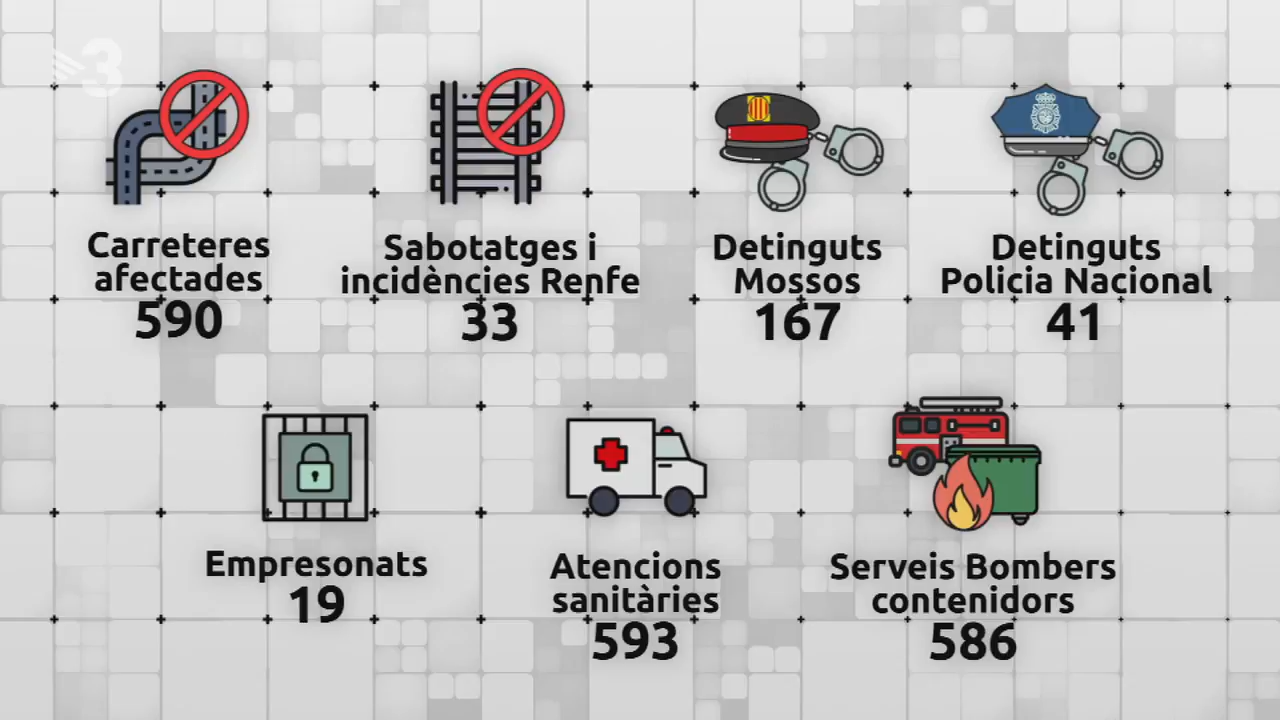 3
Carreteres
afectades
590
Sabotatges i
incidències Renfe
33
Detinguts
Mossos
167
Detinguts
Policia Nacional
41
Empresonats
19
Atencions
sanitàries
593
Serveis Bombers
contenidors
586